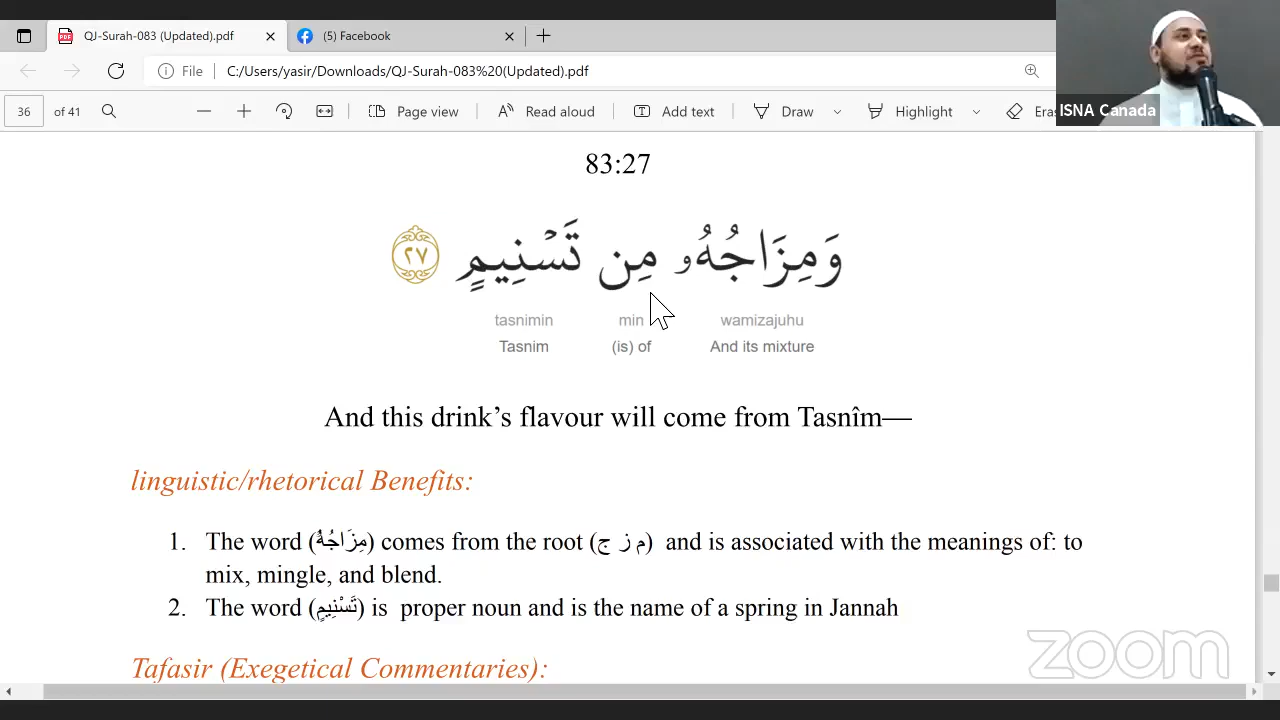 QJ-Surah-083 (Updated).pdf
(5) Facebook
File C:/Users/yasir/Downloads/QJ-Surah-083%20(Updated).pdf
36 of 41 Page view Read aloud Add text Draw Highlight Eras
ISNA Canada
83:27
وَمِزَاجُهُۥ مِن تَسْنِيمٍ ٢٧
tasnimin min wamizajuhu
Tasnim (is) of And its mixture
And this drink’s flavour will come from Tasnîm—
linguistic/rhetorical Benefits:
1. The word (مِزَاجُهُ) comes from the root (م ز ج) and is associated with the meanings of: to
mix, mingle, and blend.
2. The word (تَسْنِيمٍ) is proper noun and is the name of a spring in Jannah
Tafasir (Exegetical Commentaries):
zoom